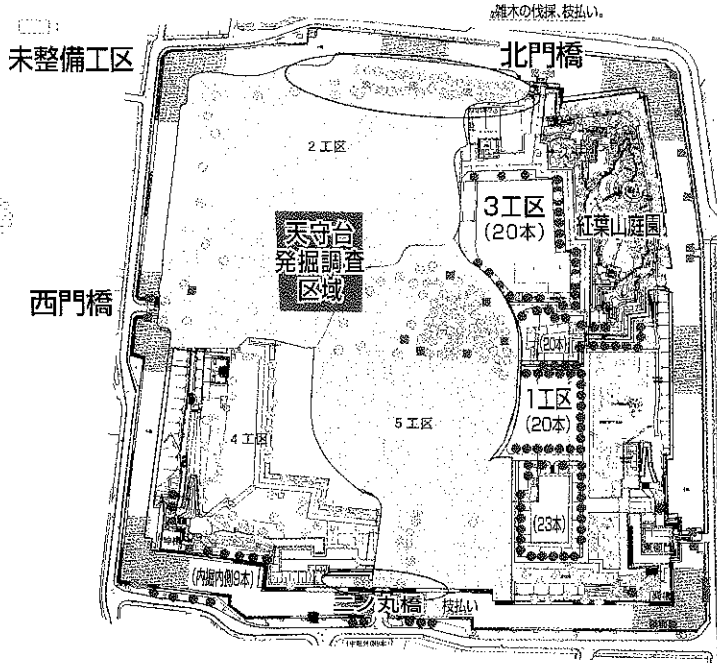 雑木の伐採、枝払い。
未整備工区
北門橋
2工区
3工区
(20本)
紅葉山庭園
天守台
発掘調査
区域
西門橋
(20本)
1工区
(20本)
5工区
4工区
(23本)
(内堀内側9本)
二ノ丸橋
枝払い